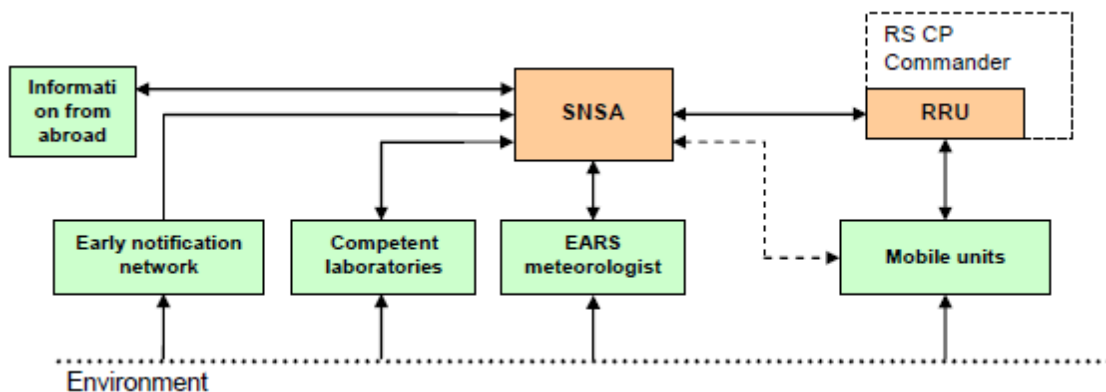 RS CP
Commander
Informati
on from
abroad
SNSA
RRU
Early notification
network
Competent
laboratories
EARS
meteorologist
Mobile units
Environment